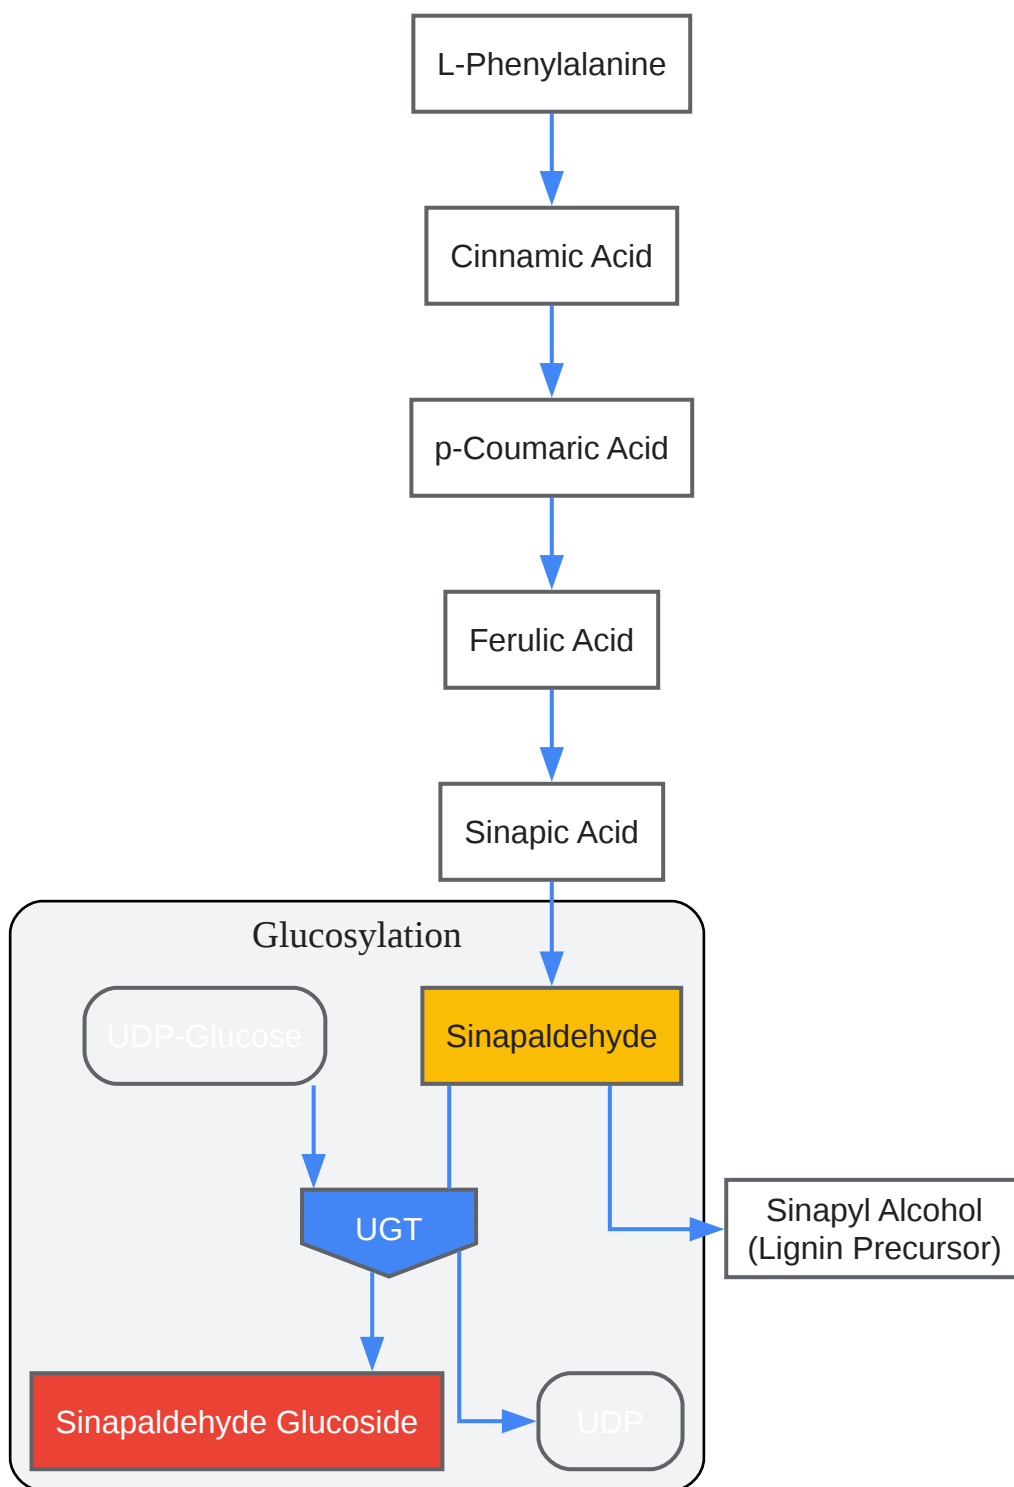 L-Phenylalanine
Cinnamic Acid
p-Coumaric Acid
Ferulic Acid
Sinapic Acid
Glucosylation
UDP-Glucose
Sinapaldehyde
UGT
Sinapyl Alcohol
(Lignin Precursor)
Sinapaldehyde Glucoside
UDP